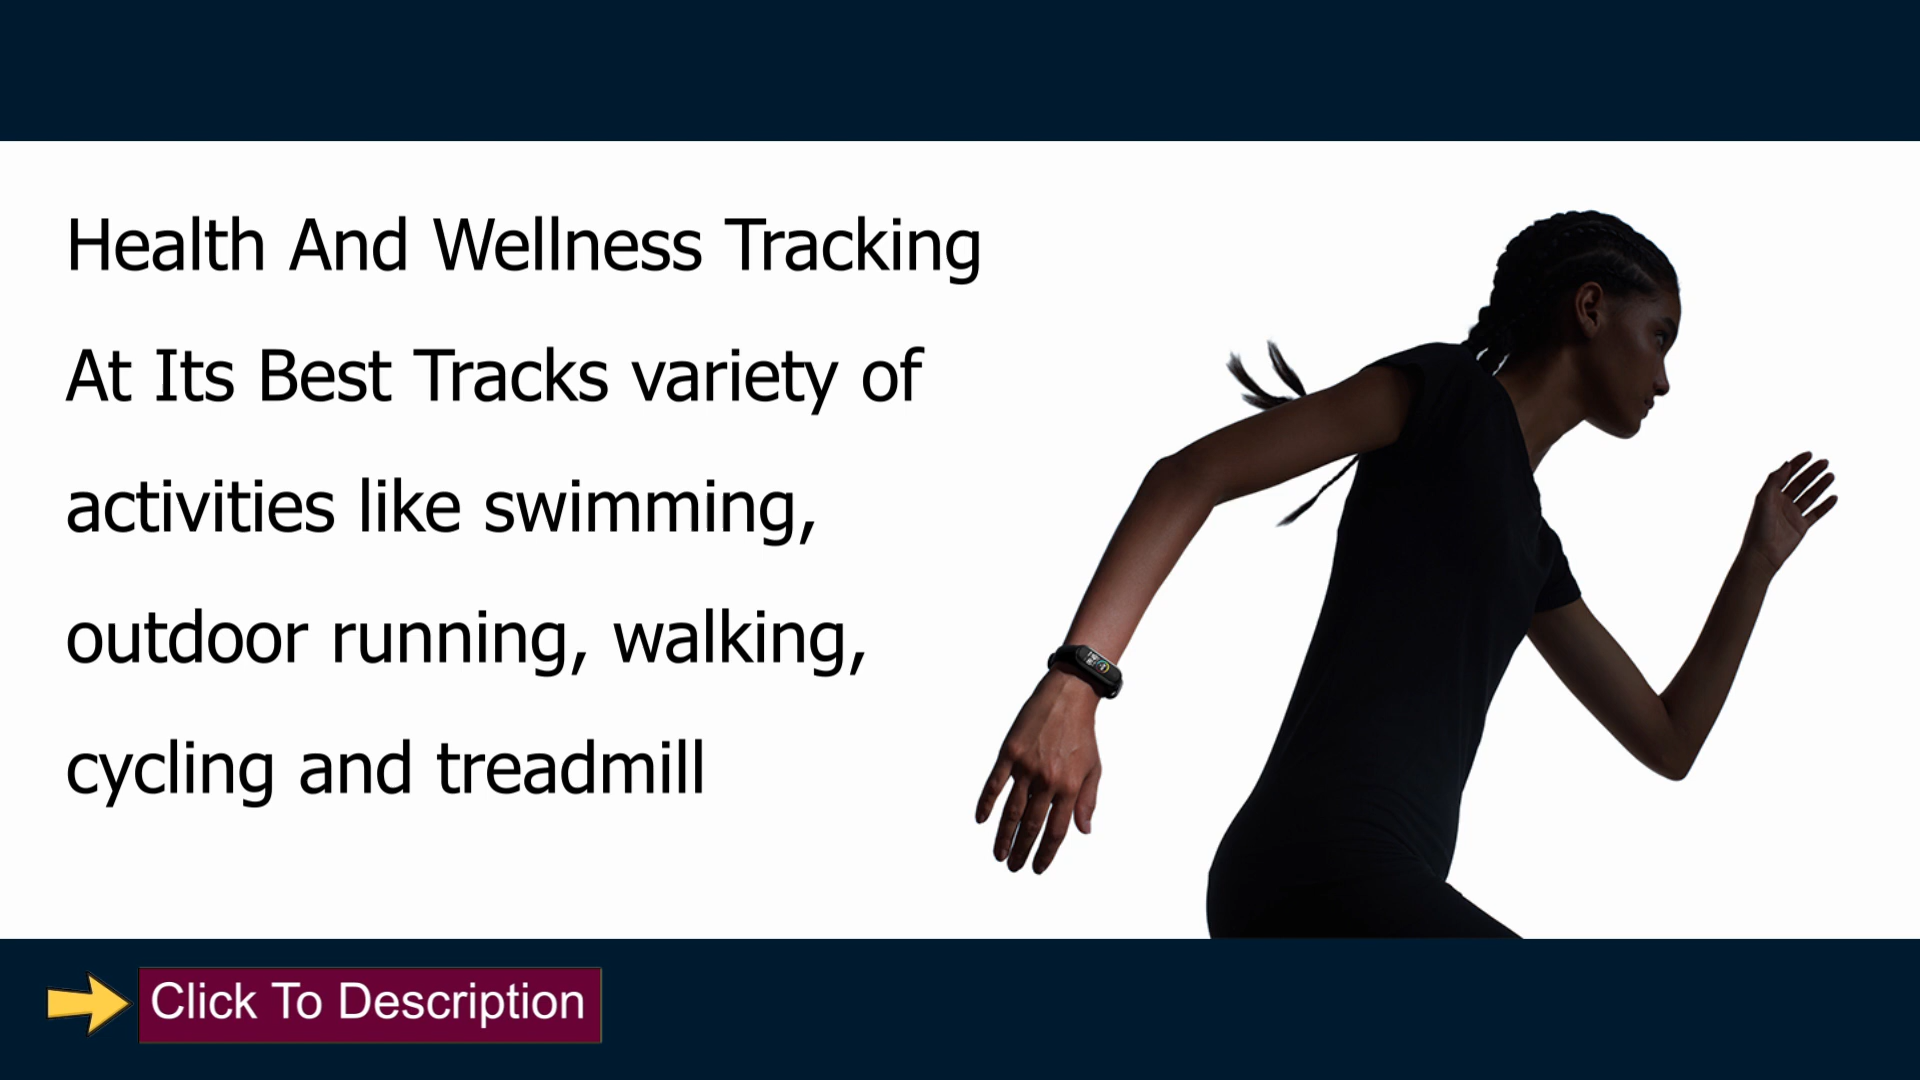 Health And Wellness Tracking
At Its Best Tracks variety of
activities like swimming,
outdoor running, walking,
cycling and treadmill
Click To Description